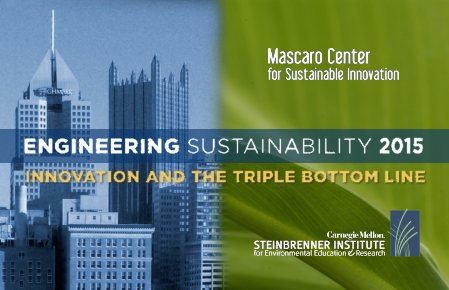 Mascaro Center
for Sustainable Innovation
HIGHMARK
ENGINEERING SUSTAINABILITY 2015
INNOVATION AND THE TRIPLE BOTTOM LINE
Carnegie Mellon
STEINBRENNER INSTITUTE
for Environmental Education & Research